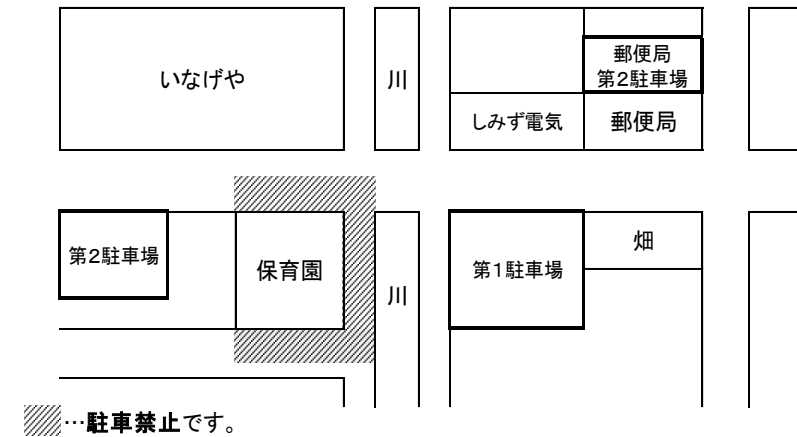 いなげや
川
郵便局
第2駐車場
しみず電気
郵便局
第2駐車場
保育園
川
第1駐車場
畑
…駐車禁止です。